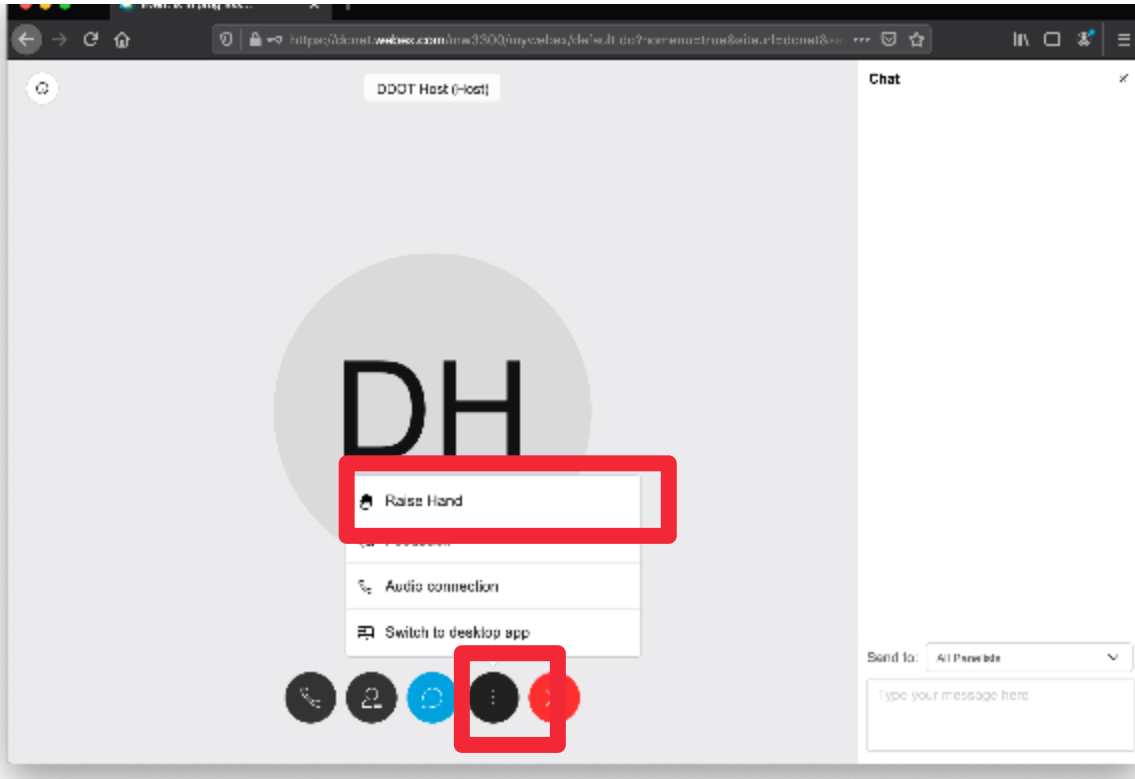 DDOT Host (Host)
Chat
DH
Raise Hand
Audio connection
Switch to desktop app
Send to: All Panelists
Type your message here